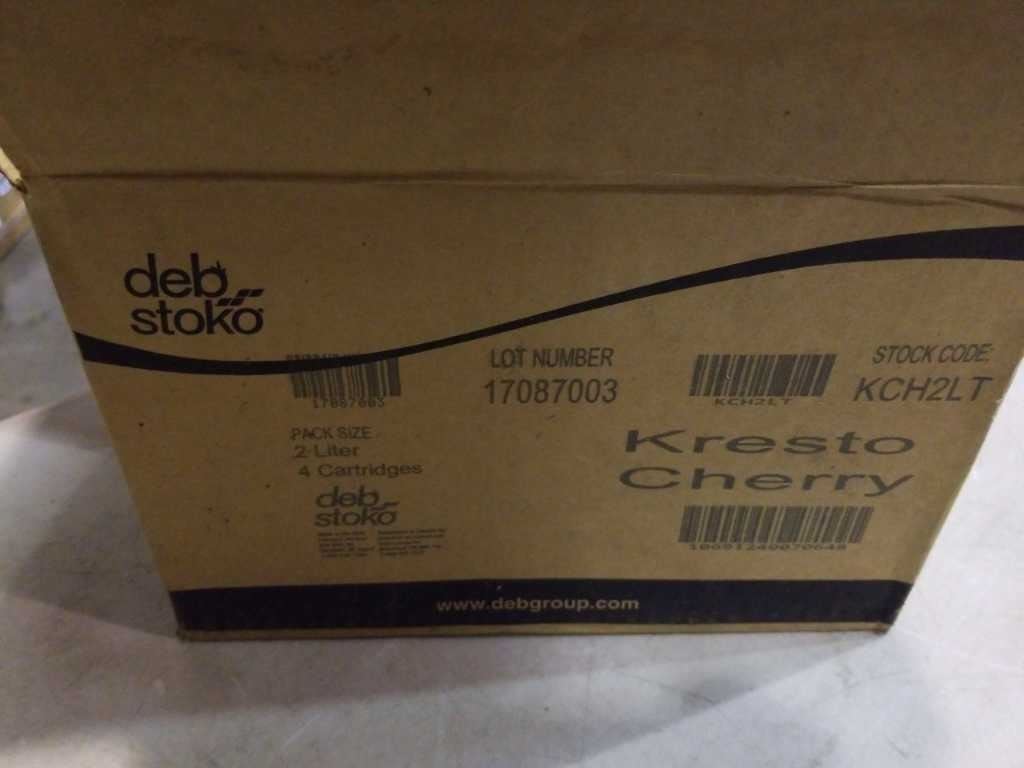 deb
stoko
LOT NUMBER
17087003
17087003
KCH2LT
STOCK CODE:
KCH2LT
PACK SIZE
2 Liter
4 Cartridges
Kresto
Cherry
deb
stoko
www.debgroup.com